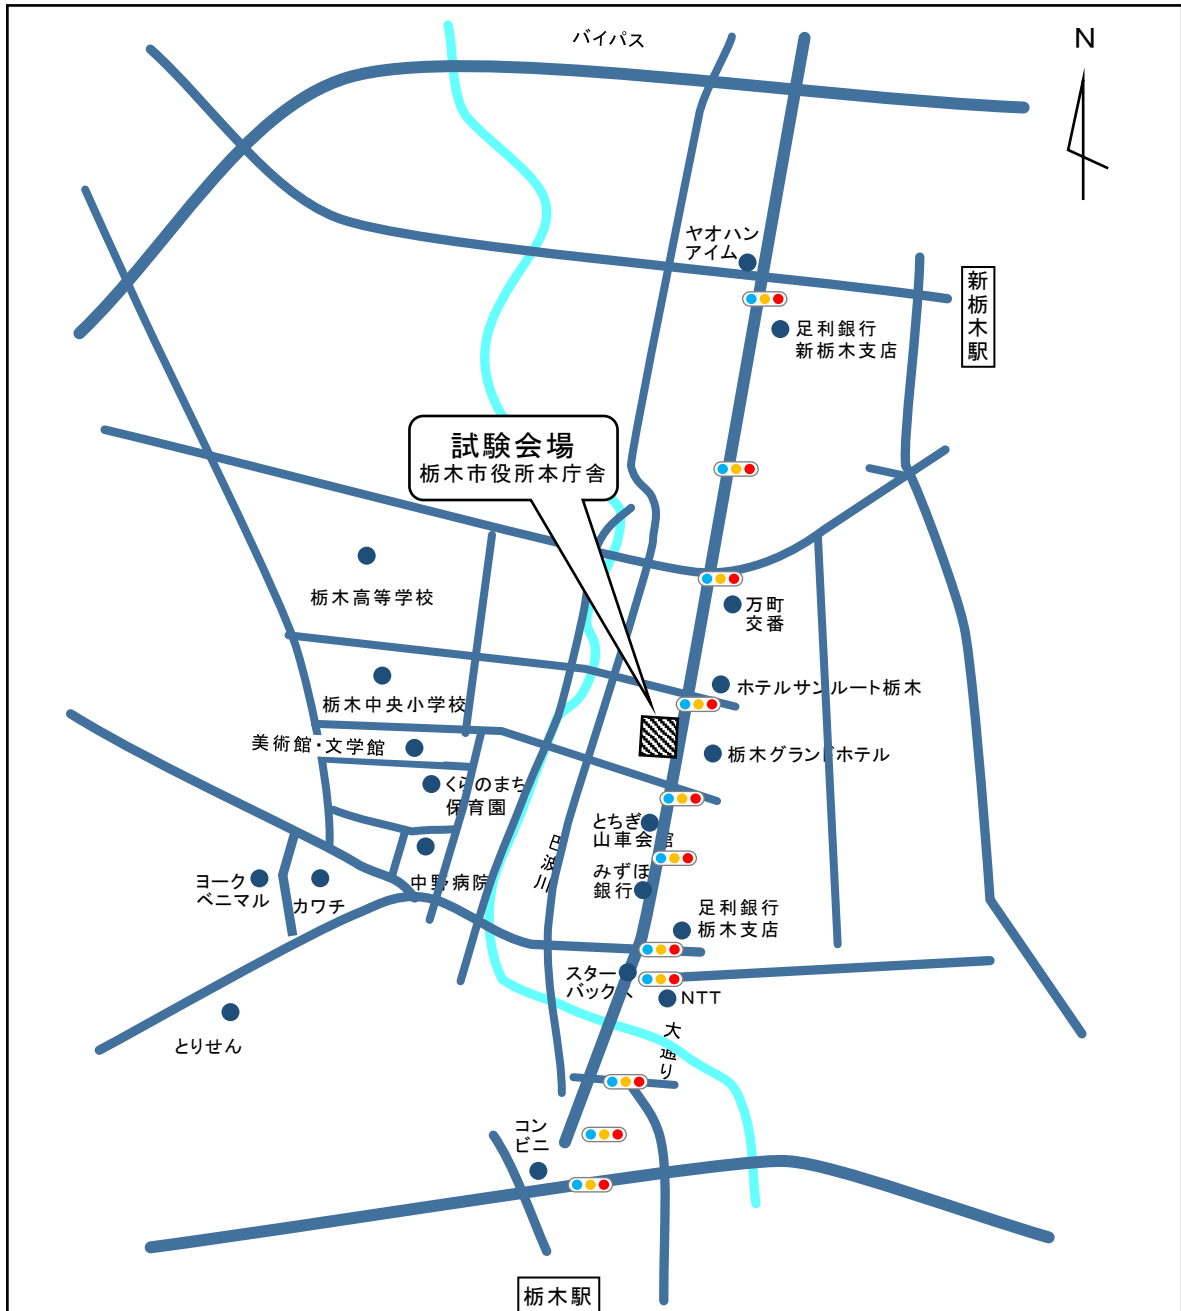 バイパス
N
ヤオハン
アイム
新栃木駅
足利銀行
新栃木支店
試験会場
栃木市役所本庁舎
栃木高等学校
万町
交番
栃木中央小学校
ホテルサンルート栃木
美術館・文学館
栃木グランドホテル
くらのまち
保育園
とちぎ
山車会館
巴波川
みずほ
銀行
中野病院
ヨーク
ベニマル
カワチ
足利銀行
栃木支店
スター
バックス
NTT
とりせん
大通り
コン
ビニ
栃木駅